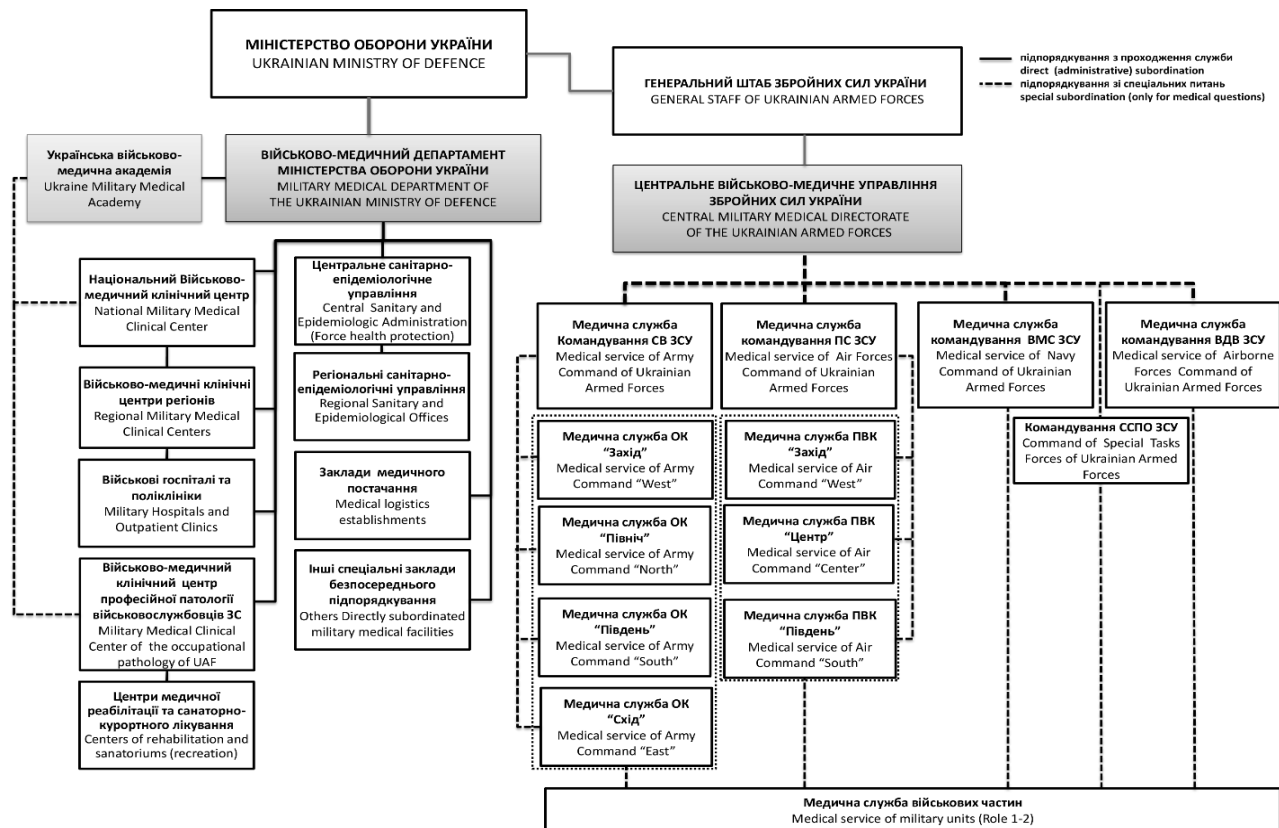 МІНІСТЕРСТВО ОБОРОНИ УКРАЇНИ
UKRAINIAN MINISTRY OF DEFENCE
ГЕНЕРАЛЬНИЙ ШТАБ ЗБРОЙНИХ СИЛ УКРАЇНИ
GENERAL STAFF OF UKRAINIAN ARMED FORCES
підпорядкування з проходження служби
direct (administrative) subordination
підпорядкування зі спеціальних питань
special subordination (only for medical questions)
Українська військово-
медична академія
Ukraine Military Medical
Academy
ВІЙСЬКОВО-МЕДИЧНИЙ ДЕПАРТАМЕНТ
МІНІСТЕРСТВА ОБОРОНИ УКРАЇНИ
MILITARY MEDICAL DEPARTMENT OF
THE UKRAINIAN MINISTRY OF DEFENCE
ЦЕНТРАЛЬНЕ ВІЙСЬКОВО-МЕДИЧНЕ УПРАВЛІННЯ
ЗБРОЙНИХ СИЛ УКРАЇНИ
CENTRAL MILITARY MEDICAL DIRECTORATE
OF THE UKRAINIAN ARMED FORCES
Національний Військово-
медичний клінічний центр
National Military Medical
Clinical Center
Військово-медичні клінічні
центри регіонів
Regional Military Medical
Clinical Centers
Військові госпіталі та
поліклініки
Military Hospitals and
Outpatient Clinics
Військово-медичний
клінічний центр
професійної патології
військовослужбовців ЗС
Military Medical Clinical
Center of the occupational
pathology of UAF
Центри медичної
реабілітації та санаторно-
курортного лікування
Centers of rehabilitation and
sanatoriums (recreation)
Центральне санітарно-
епідеміологічне
управління
Central Sanitary and
Epidemiologic Administration
(Force health protection)
Регіональні санітарно-
епідеміологічні управління
Regional Sanitary and
Epidemiological Offices
Заклади медичного
постачання
Medical logistics
establishments
Інші спеціальні заклади
безпосереднього
підпорядкування
Others Directly subordinated
military medical facilities
Медична служба
командування СВ ЗСУ
Medical service of Army
Command of Ukrainian
Armed Forces
Медична служба
командування ПС ЗСУ
Medical service of Air Forces
Command of Ukrainian
Armed Forces
Медична служба
командування ВМС ЗСУ
Medical service of Navy
Command of Ukrainian
Armed Forces
Медична служба
командування ВДВ ЗСУ
Medical service of Airborne
Forces Command of
Ukrainian Armed Forces
Командування ССПО ЗСУ
Command of Special Tasks
Forces of Ukrainian Armed
Forces
Медична служба ОК
“Захід”
Medical service of Army
Command “West”
Медична служба ОК
“Північ”
Medical service of Army
Command “North”
Медична служба ОК
“Південь”
Medical service of Army
Command “South”
Медична служба ОК
“Схід”
Medical service of Army
Command “East”
Медична служба ПВК
“Захід”
Medical service of Air
Command “West”
Медична служба ПВК
“Центр”
Medical service of Air
Command “Center”
Медична служба ПВК
“Південь”
Medical service of Air
Command “South”
Медична служба військових частин
Medical service of military units (Role 1-2)